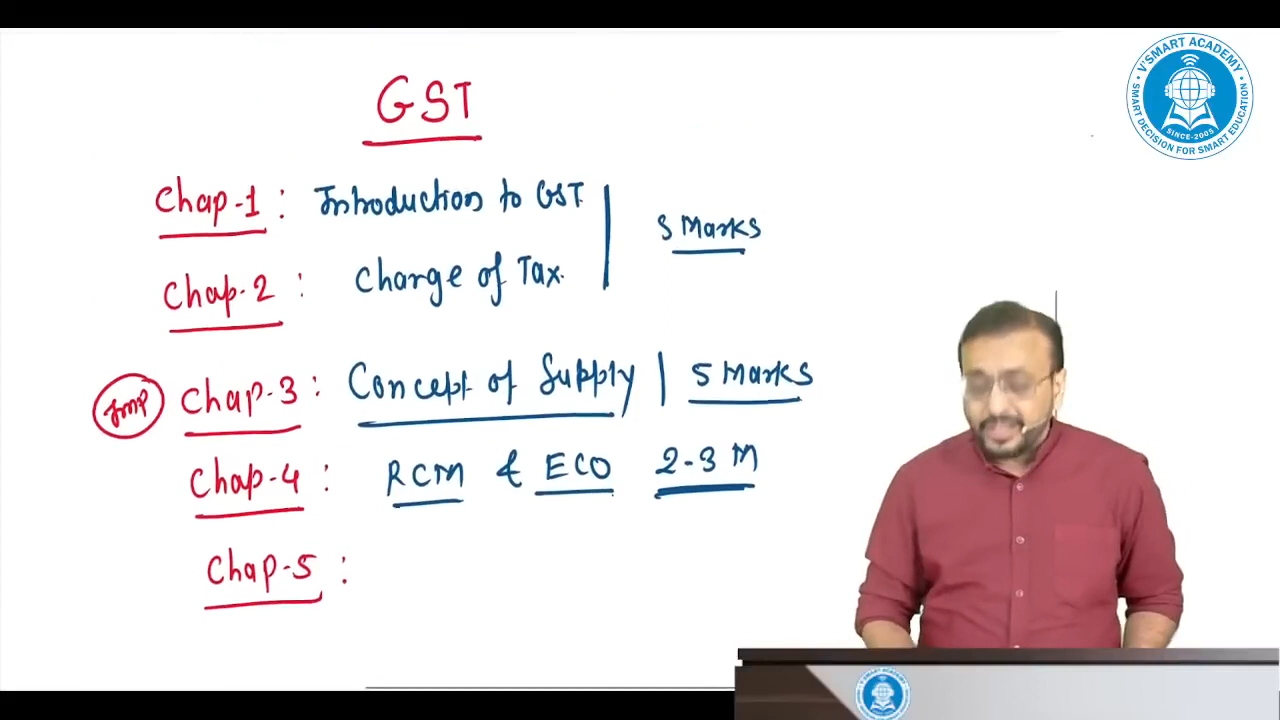 GST
Chap-1 : Introduction to GST
5 Marks
Chap-2 : Charge of Tax
Imp Chap-3 : Concept of Supply | 5 Marks
Chap-4 : RCM & ECO 2-3 M
Chap-5 :
V'SMART ACADEMY
SINCE-2005
SMART DECISION FOR SMART EDUCATION